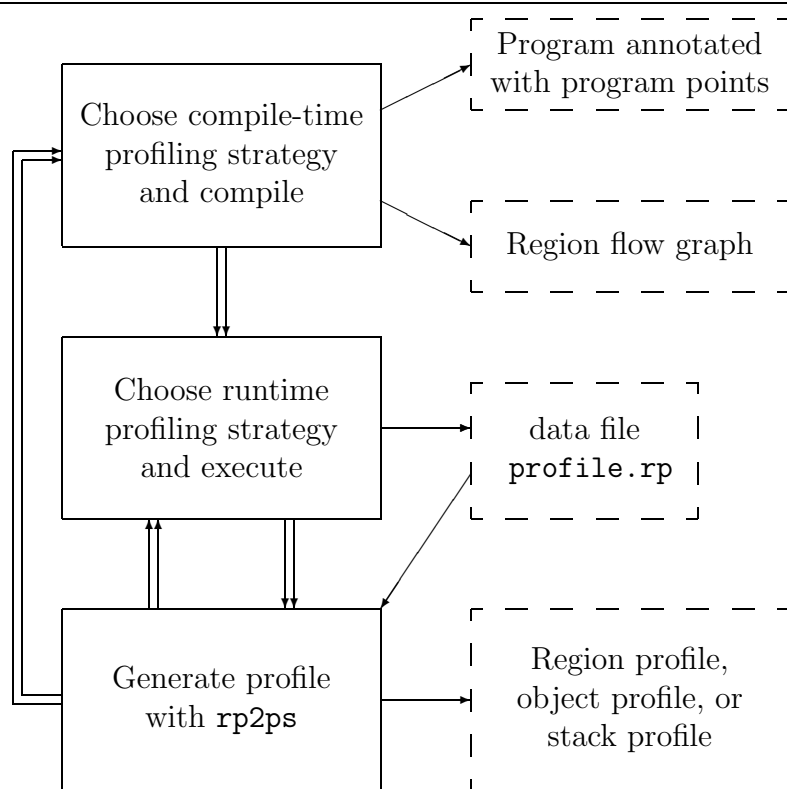 Program annotated
with program points
Choose compile-time
profiling strategy
and compile
Region flow graph
Choose runtime
profiling strategy
and execute
data file
profile.rp
Generate profile
with rp2ps
Region profile,
object profile, or
stack profile